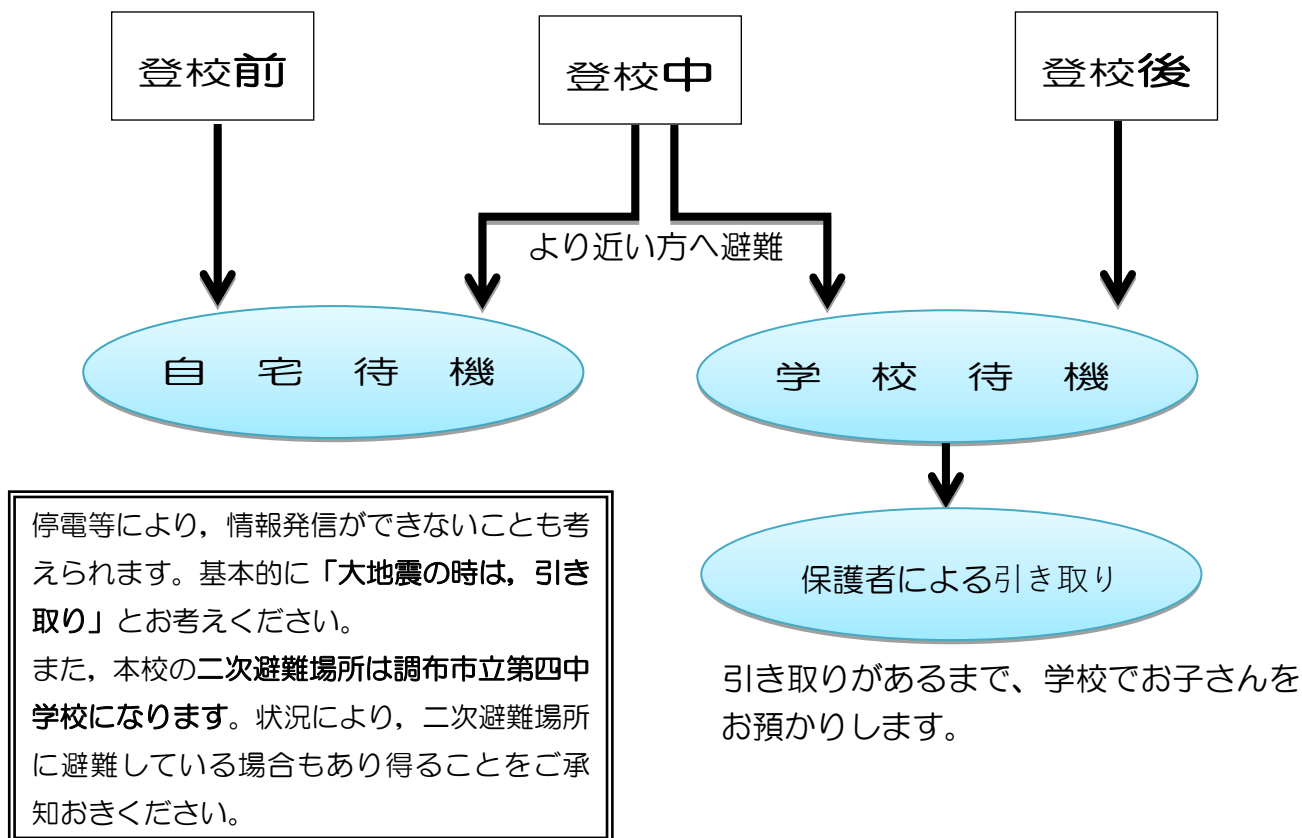 登校前
登校中
登校後
より近い方へ避難
自宅待機
学校待機
保護者による引き取り
停電等により，情報発信ができないことも考
えられます。基本的に「大地震の時は，引き
取り」とお考えください。
また，本校の二次避難場所は調布市立第四中
学校になります。状況により，二次避難場所
に避難している場合もあり得ることをご承
知おきください。
引き取りがあるまで、学校でお子さんを
お預かりします。